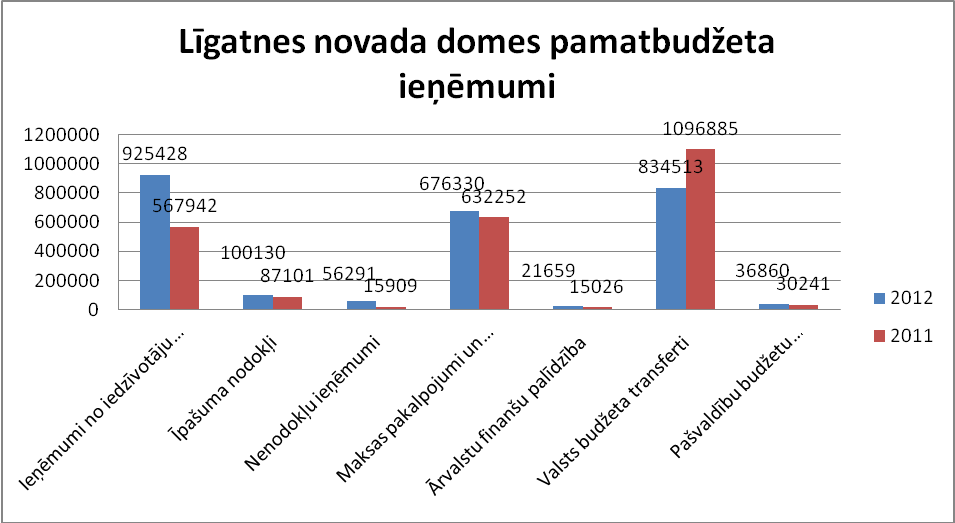 Līgatnes novada domes pamatbudžeta
ieņēmumi
1200000
1000000
800000
600000
400000
200000
0
925428
567942
100130
87101
56291
15909
676330
632252
21659
15026
834513
1096885
36860
30241
Ieņēmumi no iedzīvotāju...
Īpašuma nodokļi
Nenodokļu ieņēmumi
Maksas pakalpojumi un...
Ārvalstu finanšu palīdzība
Valsts budžeta transferti
Pašvaldību budžetu...
2012
2011